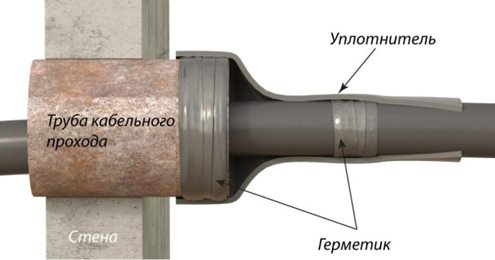 Уплотнитель
Труба кабельного
прохода
Стена
Герметик